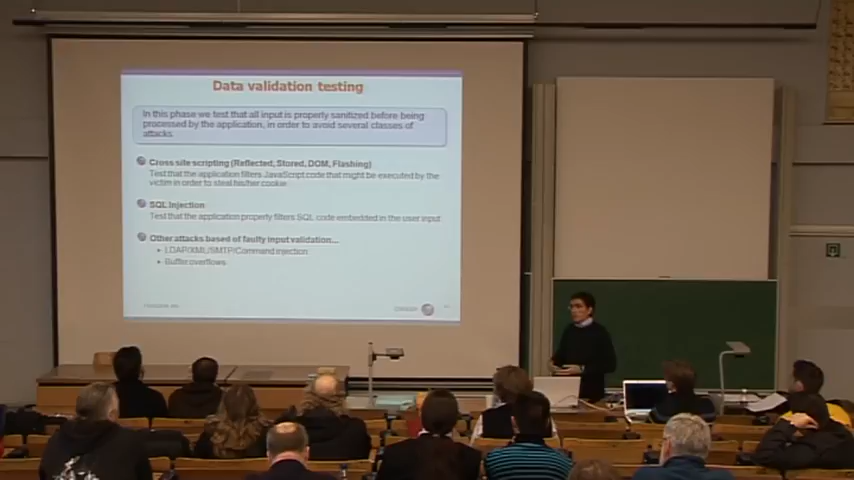 Data validation testing
In this phase we test that all input is properly sanitized before being
processed by the application, in order to avoid several classes of
attacks.
Cross site scripting (Reflected, Stored, DOM, Flashing)
Test that the application filters JavaScript code that might be executed by the
victim in order to steal his/her cookie
SQL Injection
Test that the application properly filters SQL code embedded in the user input
Other attacks based of faulty input validation...
LDAP/XML/SMTP/Command injection
Buffer overflows